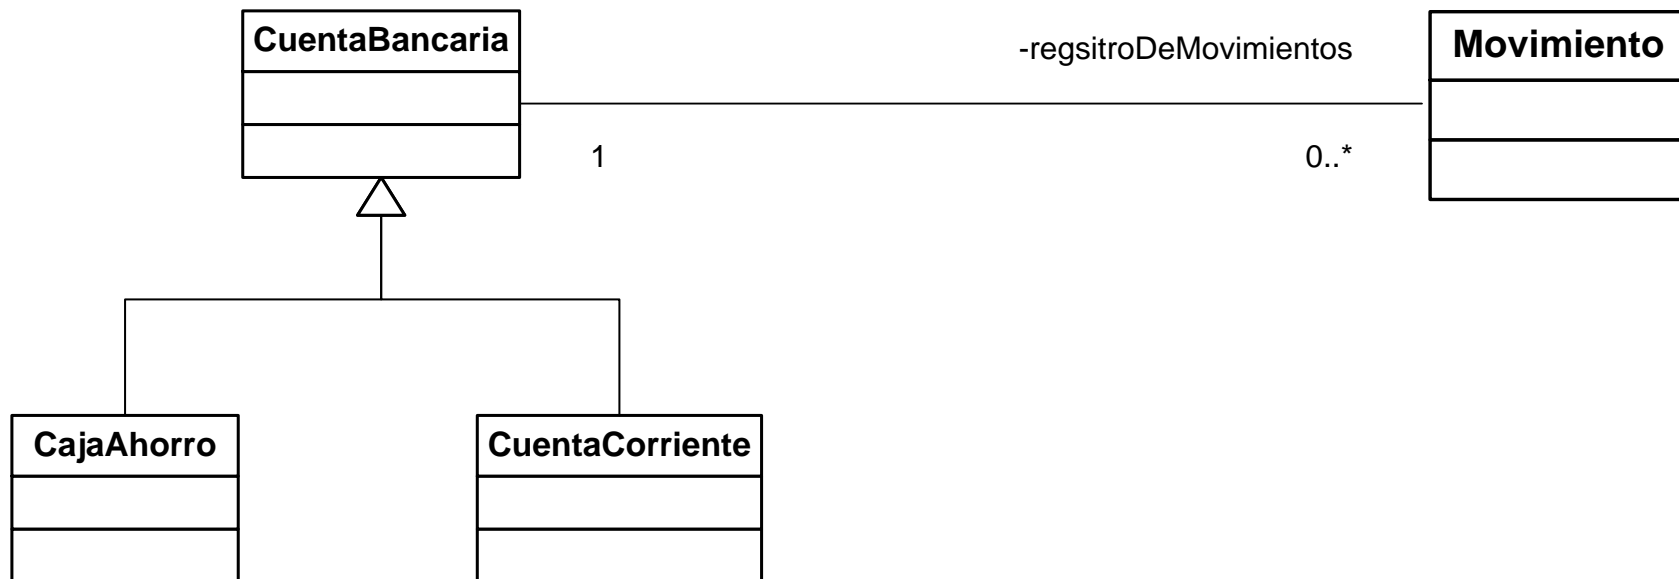 CuentaBancaria
-regsitroDeMovimientos
Movimiento
1
0..*
CajaAhorro
CuentaCorriente